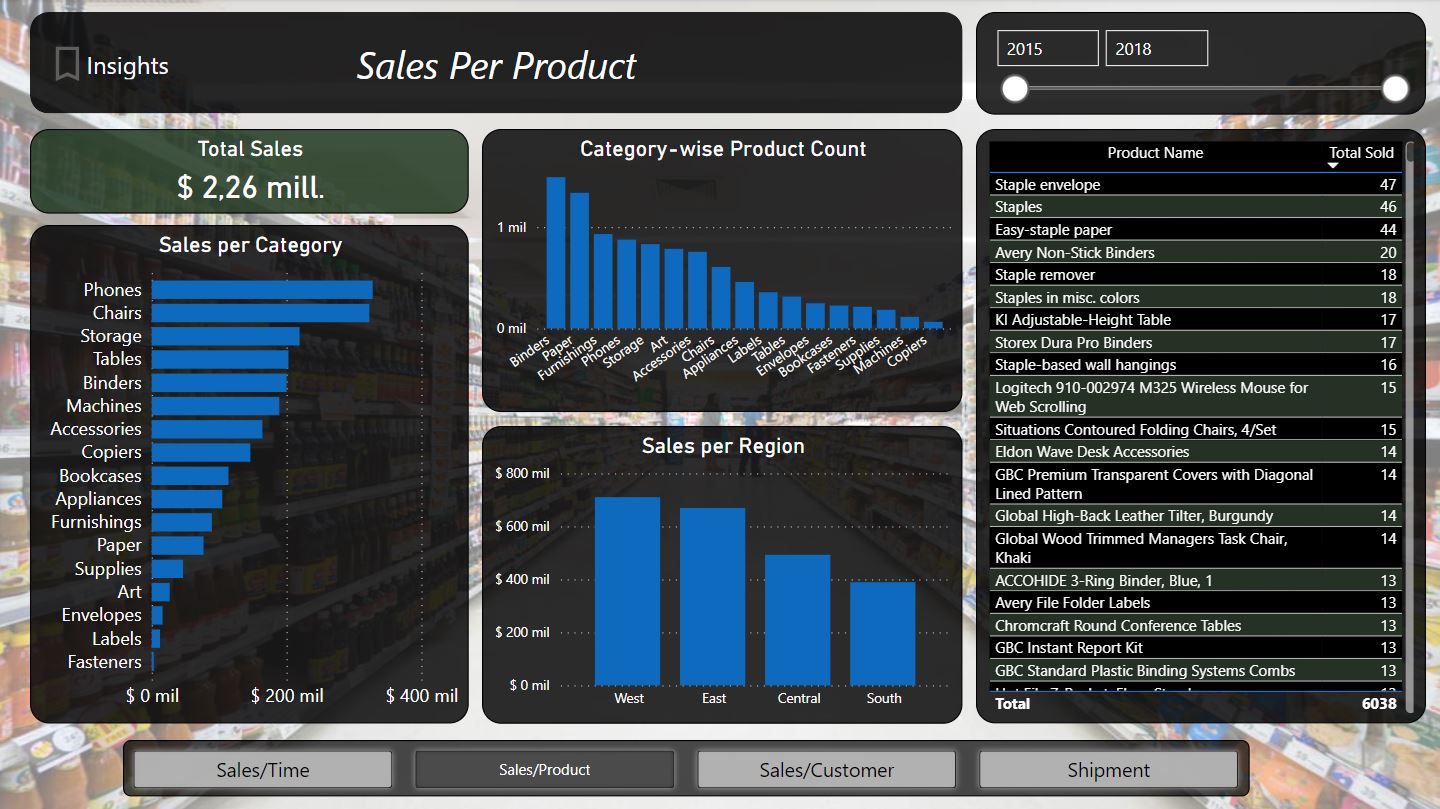 Insights
Sales Per Product
2015
2018
Total Sales
$ 2,26 mill.
Sales per Category
Phones
Chairs
Storage
Tables
Binders
Machines
Accessories
Copiers
Bookcases
Appliances
Furnishings
Paper
Supplies
Art
Envelopes
Labels
Fasteners
$ 0 mil $ 200 mil $ 400 mil
Category-wise Product Count
1 mil
0 mil
Binders
Paper
Furnishings
Phones
Storage
Art
Accessories
Chairs
Appliances
Labels
Tables
Envelopes
Bookcases
Fasteners
Supplies
Machines
Copiers
Sales per Region
$ 800 mil
$ 600 mil
$ 400 mil
$ 200 mil
$ 0 mil
West East Central South
Product Name Total Sold
Staple envelope 47
Staples 46
Easy-staple paper 44
Avery Non-Stick Binders 20
Staple remover 18
Staples in misc. colors 18
KI Adjustable-Height Table 17
Storex Dura Pro Binders 17
Staple-based wall hangings 16
Logitech 910-002974 M325 Wireless Mouse for 15
Web Scrolling
Situations Contoured Folding Chairs, 4/Set 15
Eldon Wave Desk Accessories 14
GBC Premium Transparent Covers with Diagonal 14
Lined Pattern
Global High-Back Leather Tilter, Burgundy 14
Global Wood Trimmed Managers Task Chair, 14
Khaki
ACCOHIDE 3-Ring Binder, Blue, 1 13
Avery File Folder Labels 13
Chromcraft Round Conference Tables 13
GBC Instant Report Kit 13
GBC Standard Plastic Binding Systems Combs 13
Total 6038
Sales/Time
Sales/Product
Sales/Customer
Shipment